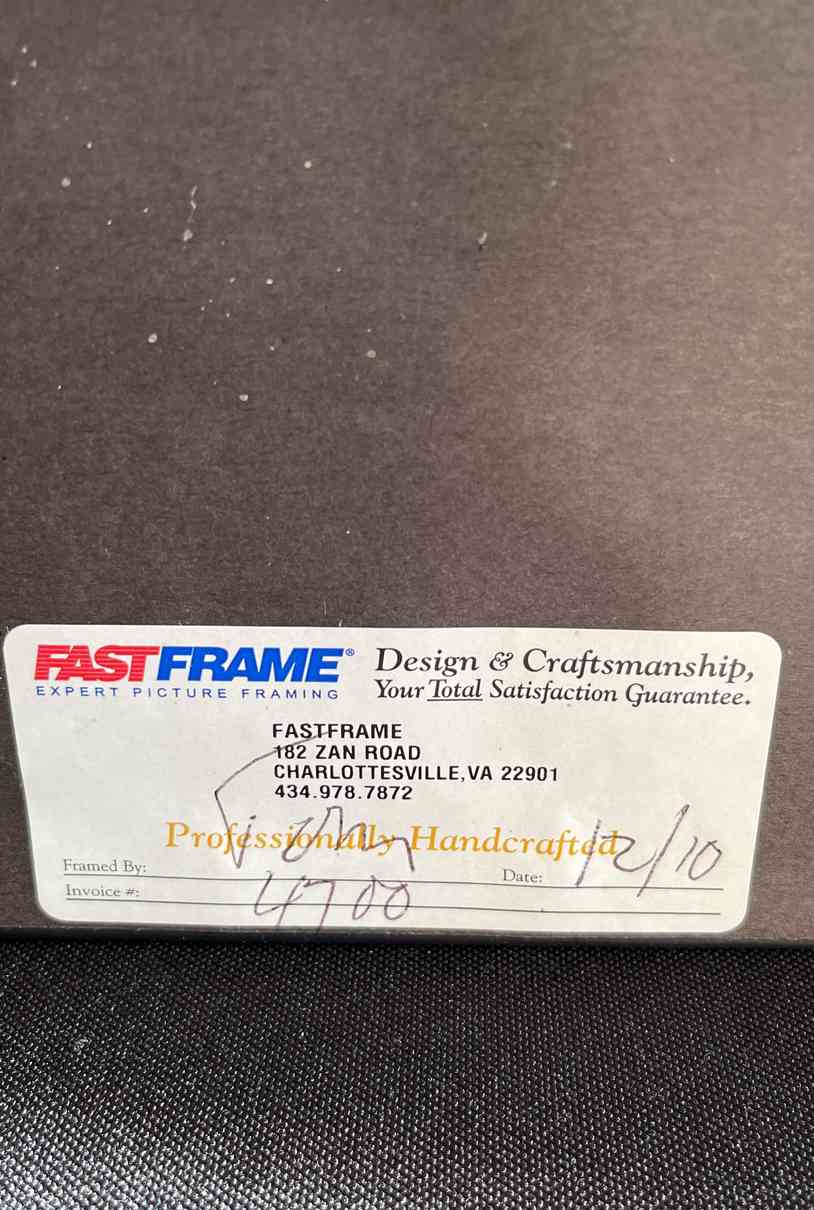 FASTFRAME®
EXPERT PICTURE FRAMING
Design & Craftsmanship,
Your Total Satisfaction Guarantee.
FASTFRAME
182 ZAN ROAD
CHARLOTTESVILLE, VA 22901
434.978.7872
Professionally Handcrafted
Framed By:
Date: 12/10
Invoice #: 4700